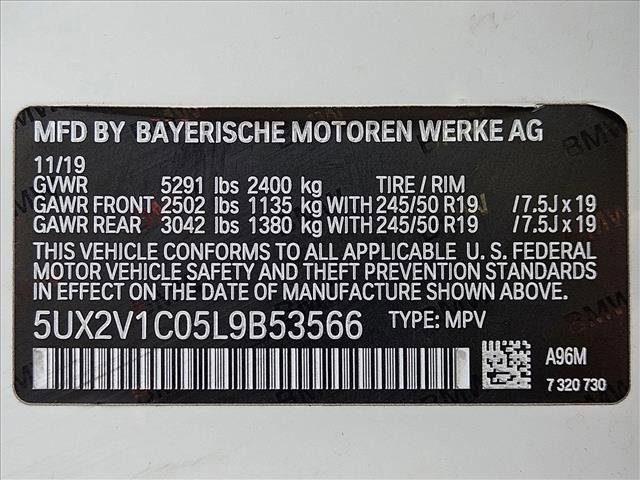 MFD BY BAYERISCHE MOTOREN WERKE AG
11/19
GVWR 5291 lbs 2400 kg TIRE / RIM
GAWR FRONT 2502 lbs 1135 kg WITH 245/50 R19 /7.5J x 19
GAWR REAR 3042 lbs 1380 kg WITH 245/50 R19 /7.5J x 19
THIS VEHICLE CONFORMS TO ALL APPLICABLE U. S. FEDERAL
MOTOR VEHICLE SAFETY AND THEFT PREVENTION STANDARDS
IN EFFECT ON THE DATE OF MANUFACTURE SHOWN ABOVE.
5UX2V1C05L9B53566 TYPE: MPV
A96M
7 320 730